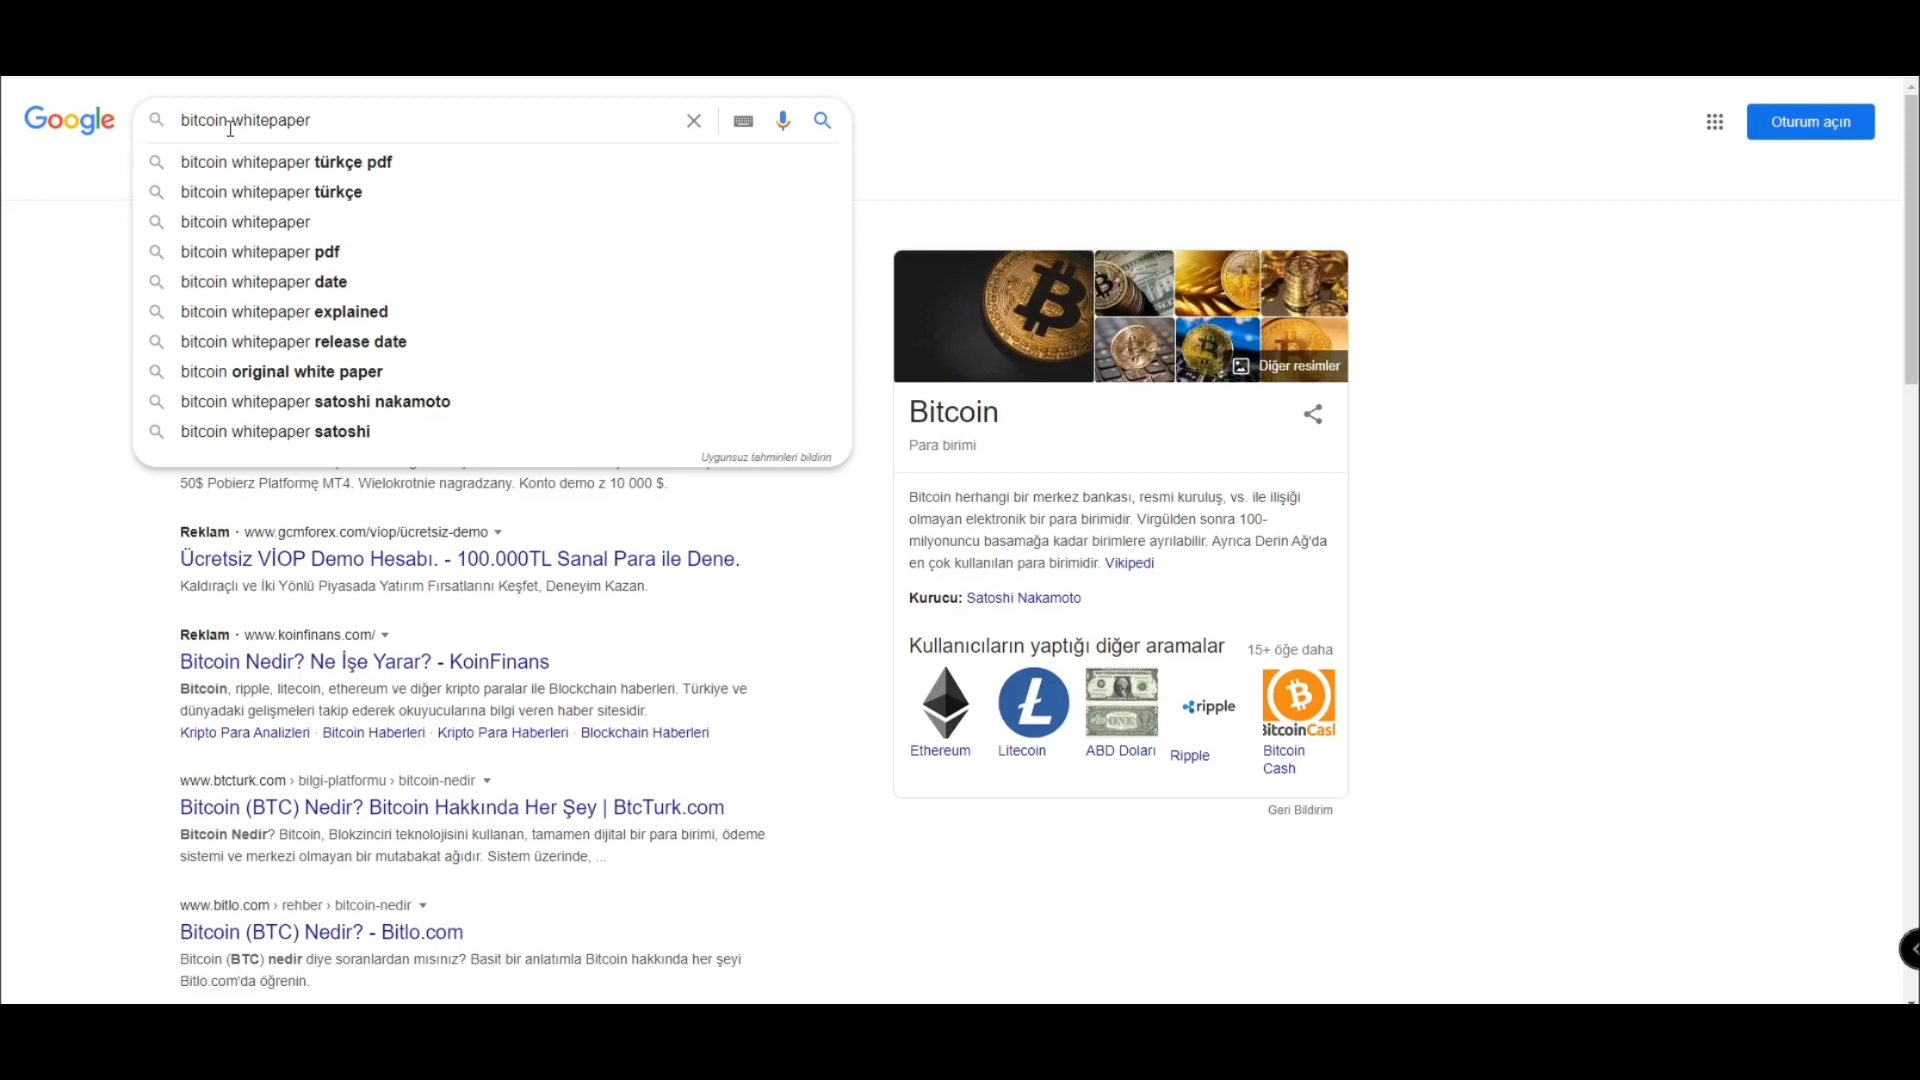 Google
bitcoin whitepaper
Oturum açın
bitcoin whitepaper türkçe pdf
bitcoin whitepaper türkçe
bitcoin whitepaper
bitcoin whitepaper pdf
bitcoin whitepaper date
bitcoin whitepaper explained
bitcoin whitepaper release date
bitcoin original white paper
bitcoin whitepaper satoshi nakamoto
bitcoin whitepaper satoshi
Uygunsuz tahminleri bildirin
50$ Pobierz Platformę MT4. Wielokrotnie nagradzany. Konto demo z 10 000 $.
Reklam · www.gcmforex.com/viop/ücretsiz-demo
Ücretsiz VİOP Demo Hesabı. - 100.000TL Sanal Para ile Dene.
Kaldıraçlı ve İki Yönlü Piyasada Yatırım Fırsatlarını Keşfet, Deneyim Kazan.
Reklam · www.koinfinans.com/
Bitcoin Nedir? Ne İşe Yarar? - KoinFinans
Bitcoin, ripple, litecoin, ethereum ve diğer kripto paralar ile Blockchain haberleri. Türkiye ve
dünyadaki gelişmeleri takip ederek okuyucularına bilgi veren haber sitesidir.
Kripto Para Analizleri · Bitcoin Haberleri · Kripto Para Haberleri · Blockchain Haberleri
www.btcturk.com › bilgi-platformu › bitcoin-nedir
Bitcoin (BTC) Nedir? Bitcoin Hakkında Her Şey | BtcTurk.com
Bitcoin Nedir? Bitcoin, Blokzinciri teknolojisini kullanan, tamamen dijital bir para birimi, ödeme
sistemi ve merkezi olmayan bir mutabakat ağıdır. Sistem üzerinde, ...
www.bitlo.com › rehber › bitcoin-nedir
Bitcoin (BTC) Nedir? - Bitlo.com
Bitcoin (BTC) nedir diye soranlardan mısınız? Basit bir anlatımla Bitcoin hakkında her şeyi
Bitlo.com'da öğrenin.
Diğer resimler
Bitcoin
Para birimi
Bitcoin herhangi bir merkez bankası, resmi kuruluş, vs. ile ilişiği
olmayan elektronik bir para birimidir. Virgülden sonra 100-
milyonuncu basamağa kadar birimlere ayrılabilir. Ayrıca Derin Ağ'da
en çok kullanılan para birimidir. Vikipedi
Kurucu: Satoshi Nakamoto
Kullanıcıların yaptığı diğer aramalar
15+ öğe daha
ripple
BitcoinCash
Ethereum
Litecoin
ABD Doları
Ripple
Bitcoin
Cash
Geri Bildirim